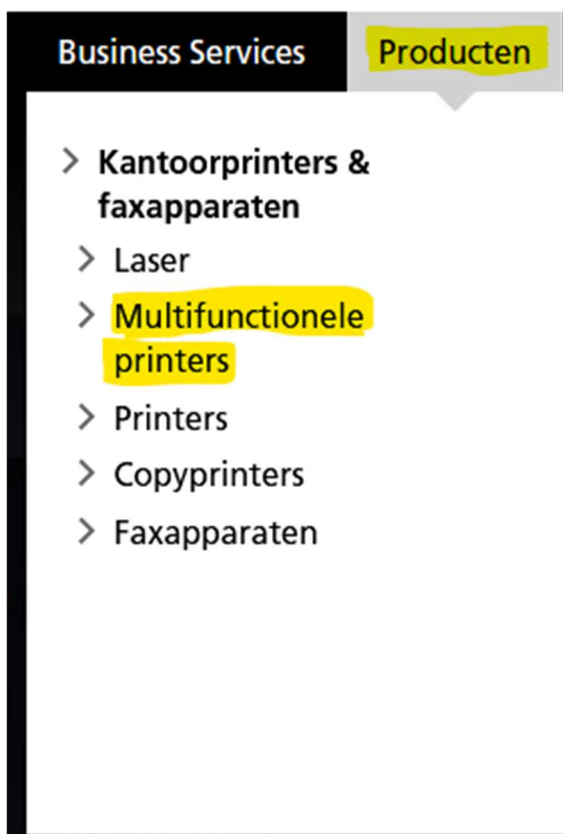 Business Services
Producten
Kantoorprinters &
faxapparaten
Laser
Multifunctionele
printers
Printers
Copyprinters
Faxapparaten